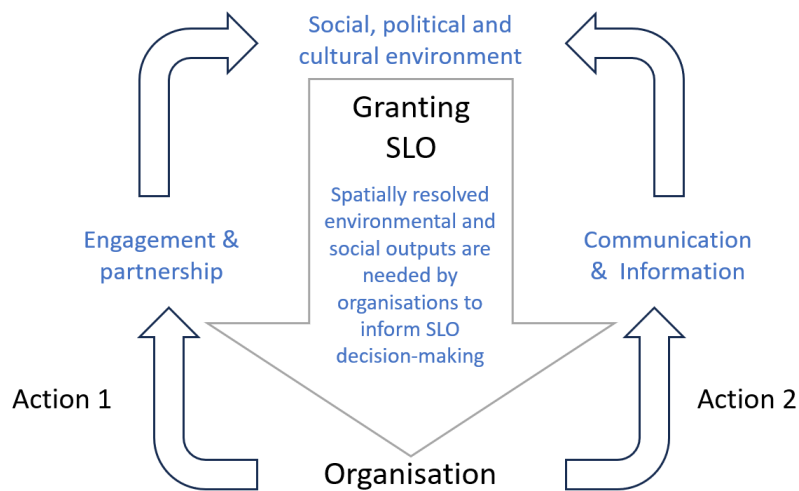 Social, political and
cultural environment
Granting
SLO
Spatially resolved
environmental and
social outputs are
needed by
organisations to
inform SLO
decision-making
Engagement &
partnership
Communication
& Information
Action 1
Action 2
Organisation